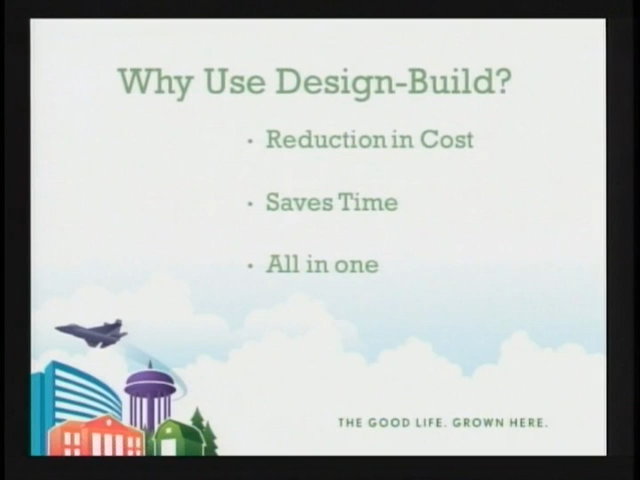 Why Use Design-Build?
• Reduction in Cost
• Saves Time
• All in one
THE GOOD LIFE. GROWN HERE.